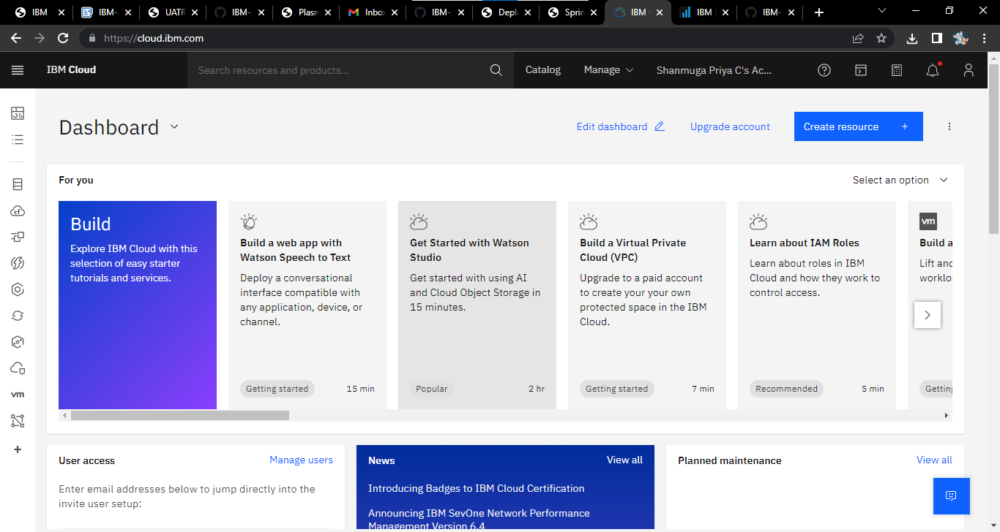 IBM
IBM-
UATR
IBM-
Plasm
Inbo
IBM-
Depl
Sprin
IBM
IBM
IBM-
https://cloud.ibm.com
IBM Cloud
Search resources and products...
Catalog
Manage
Shanmuga Priya C's Ac...
Dashboard
Edit dashboard
Upgrade account
Create resource +
For you
Select an option
Build
Explore IBM Cloud with this
selection of easy starter
tutorials and services.
Build a web app with
Watson Speech to Text
Deploy a conversational
interface compatible with
any application, device, or
channel.
Getting started
15 min
Get Started with Watson
Studio
Get started with using AI
and Cloud Object Storage in
15 minutes.
Popular
2 hr
Build a Virtual Private
Cloud (VPC)
Upgrade to a paid account
to create your your own
protected space in the IBM
Cloud.
Getting started
7 min
Learn about IAM Roles
Learn about roles in IBM
Cloud and how they work to
control access.
Recommended
5 min
vm
Build a
Lift and
worklo
Getting
cf
vm
User access
Manage users
Enter email addresses below to jump directly into the
invite user setup:
News
View all
Introducing Badges to IBM Cloud Certification
Announcing IBM SevOne Network Performance
Management Version 6.4
Planned maintenance
View all